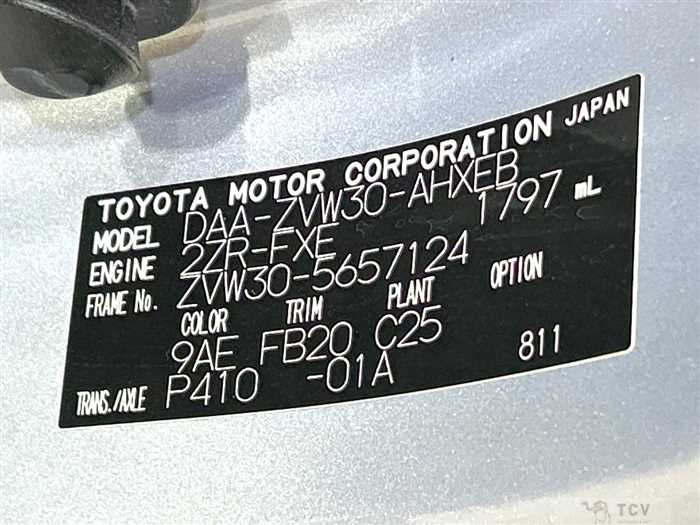 TOYOTA MOTOR CORPORATION JAPAN
MODEL DAA-ZVW30-AHXEB
ENGINE 2ZR-FXE 1797 mL
FRAME No. ZVW30-5657124
COLOR TRIM PLANT OPTION
9AE FB20 C25
TRANS./AXLE P410 -01A 811
TCV